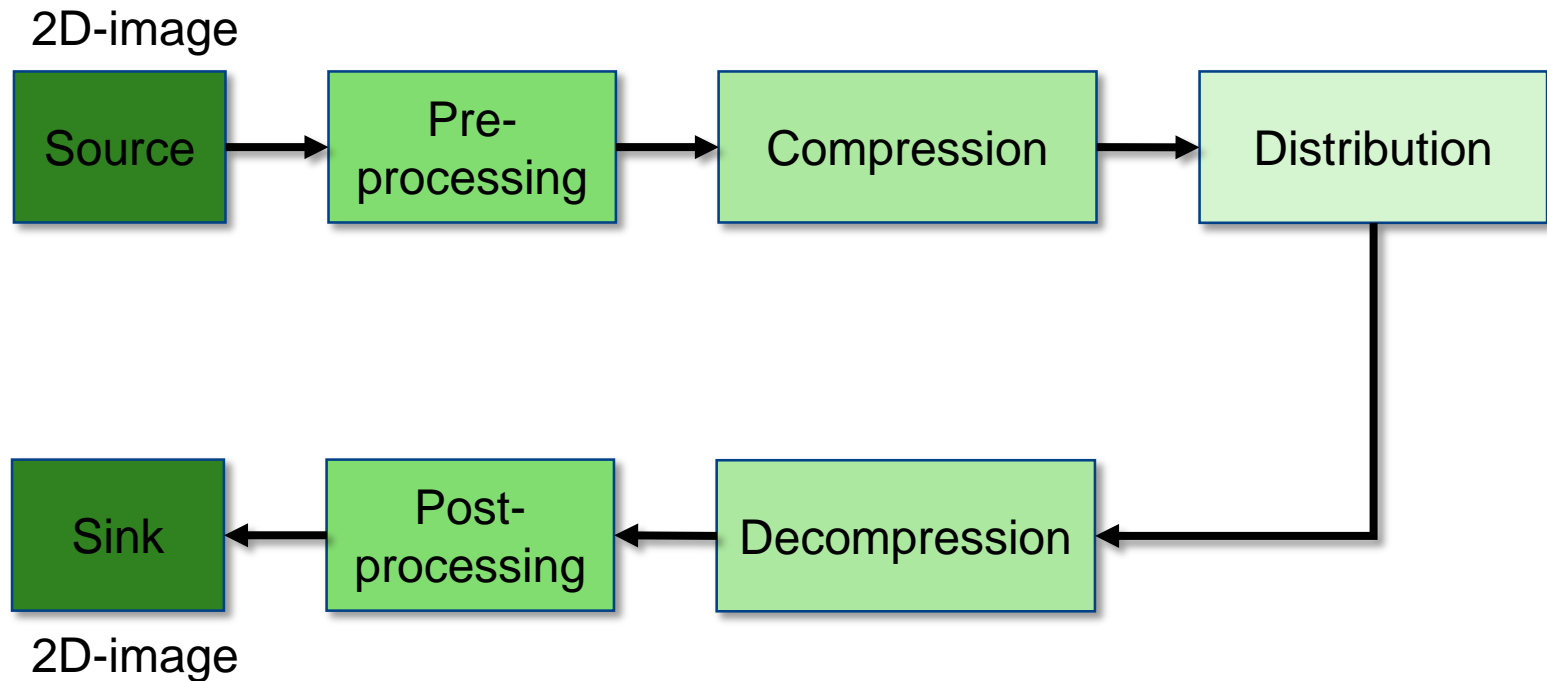 2D-image
Source
Pre-
processing
Compression
Distribution
Sink
Post-
processing
Decompression
2D-image